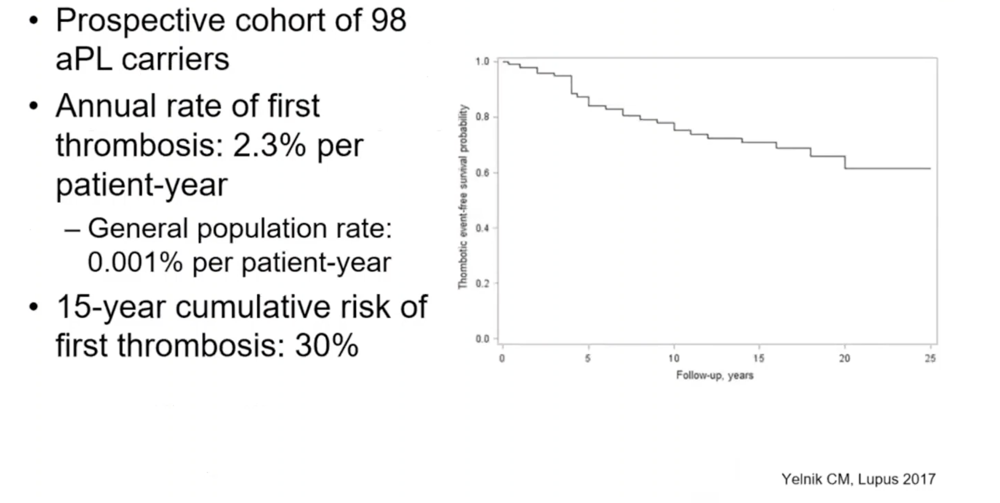 • Prospective cohort of 98
aPL carriers
• Annual rate of first
thrombosis: 2.3% per
patient-year
– General population rate:
0.001% per patient-year
• 15-year cumulative risk of
first thrombosis: 30%
Thombotic event-free survival probability
1.0
0.8
0.6
0.4
0.2
0.0
0 5 10 15 20 25
Follow-up, years
Yelnik CM, Lupus 2017